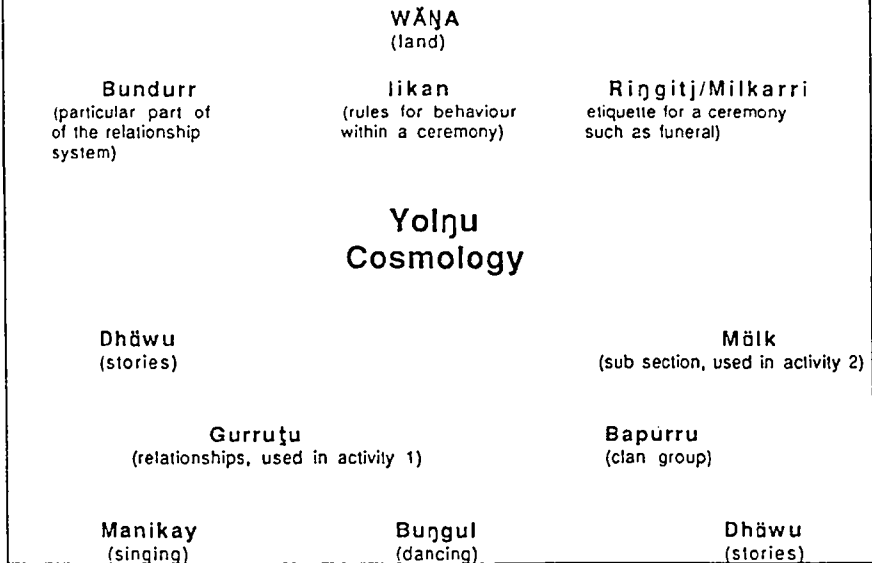 WÄŊA
(land)
Bundurr
(particular part of
of the relationship
system)
likan
(rules for behaviour
within a ceremony)
Riŋgitj/Milkarri
etiquette for a ceremony
such as funeral)
Yolŋu
Cosmology
Dhäwu
(stories)
Mälk
(sub section, used in activity 2)
Gurruṯu
(relationships, used in activity 1)
Bapurru
(clan group)
Manikay
(singing)
Buŋgul
(dancing)
Dhäwu
(stories)